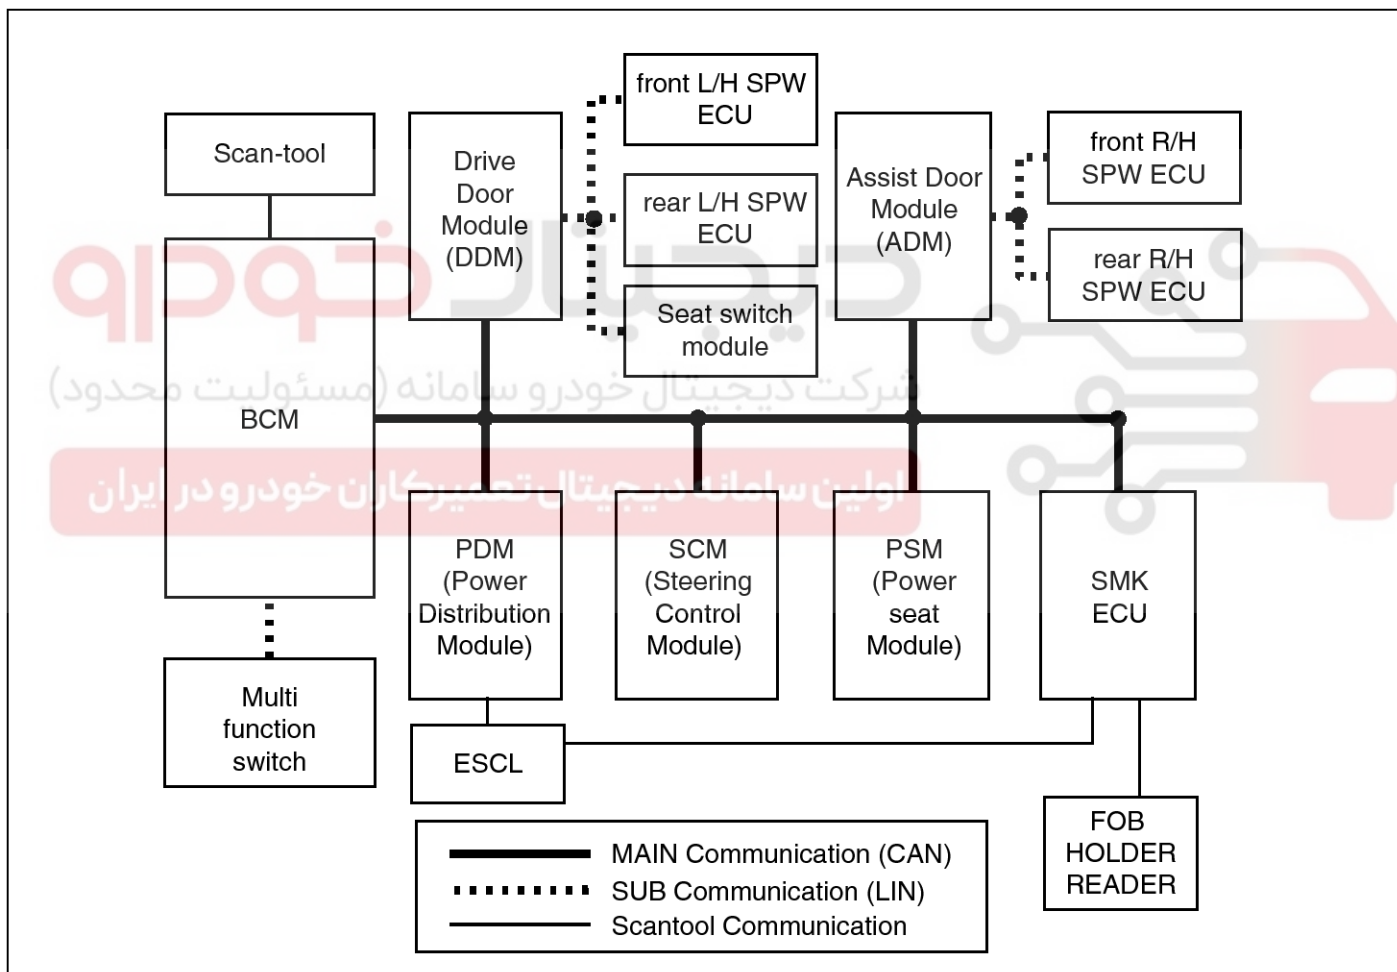 front L/H SPW
ECU
Scan-tool
Drive
Door
Module
(DDM)
rear L/H SPW
ECU
Seat switch
module
Assist Door
Module
(ADM)
front R/H
SPW ECU
rear R/H
SPW ECU
دیجیتال خودرو
شرکت دیجیتال خودرو سامانه (مسئولیت محدود)
BCM
اولین سامانه دیجیتال تعمیرکاران خودرو در ایران
PDM
(Power
Distribution
Module)
SCM
(Steering
Control
Module)
PSM
(Power
seat
Module)
SMK
ECU
Multi
function
switch
ESCL
FOB
HOLDER
READER
MAIN Communication (CAN)
SUB Communication (LIN)
Scantool Communication